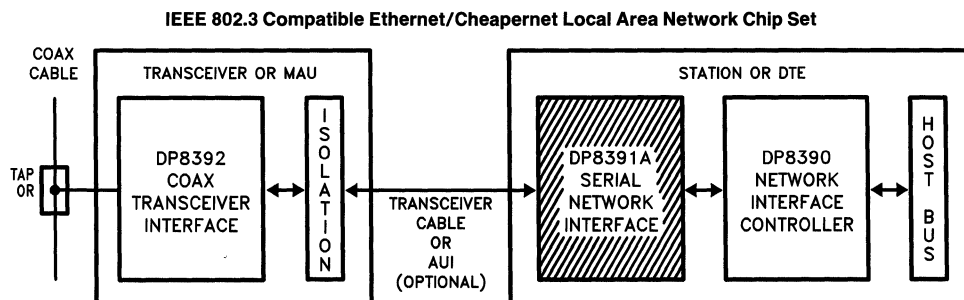 IEEE 802.3 Compatible Ethernet/Cheapernet Local Area Network Chip Set
COAX
CABLE
TAP
OR
TRANSCEIVER OR MAU
DP8392
COAX
TRANSCEIVER
INTERFACE
ISOLATION
TRANSCEIVER
CABLE
OR
AUI
(OPTIONAL)
STATION OR DTE
DP8391A
SERIAL
NETWORK
INTERFACE
DP8390
NETWORK
INTERFACE
CONTROLLER
HOST BUS